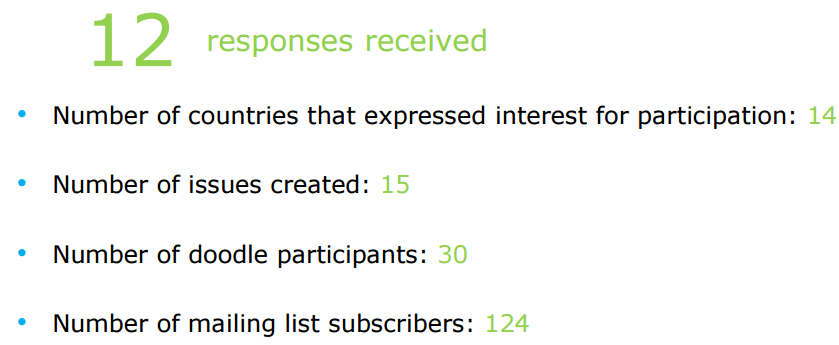 12 responses received
• Number of countries that expressed interest for participation: 14
• Number of issues created: 15
• Number of doodle participants: 30
• Number of mailing list subscribers: 124